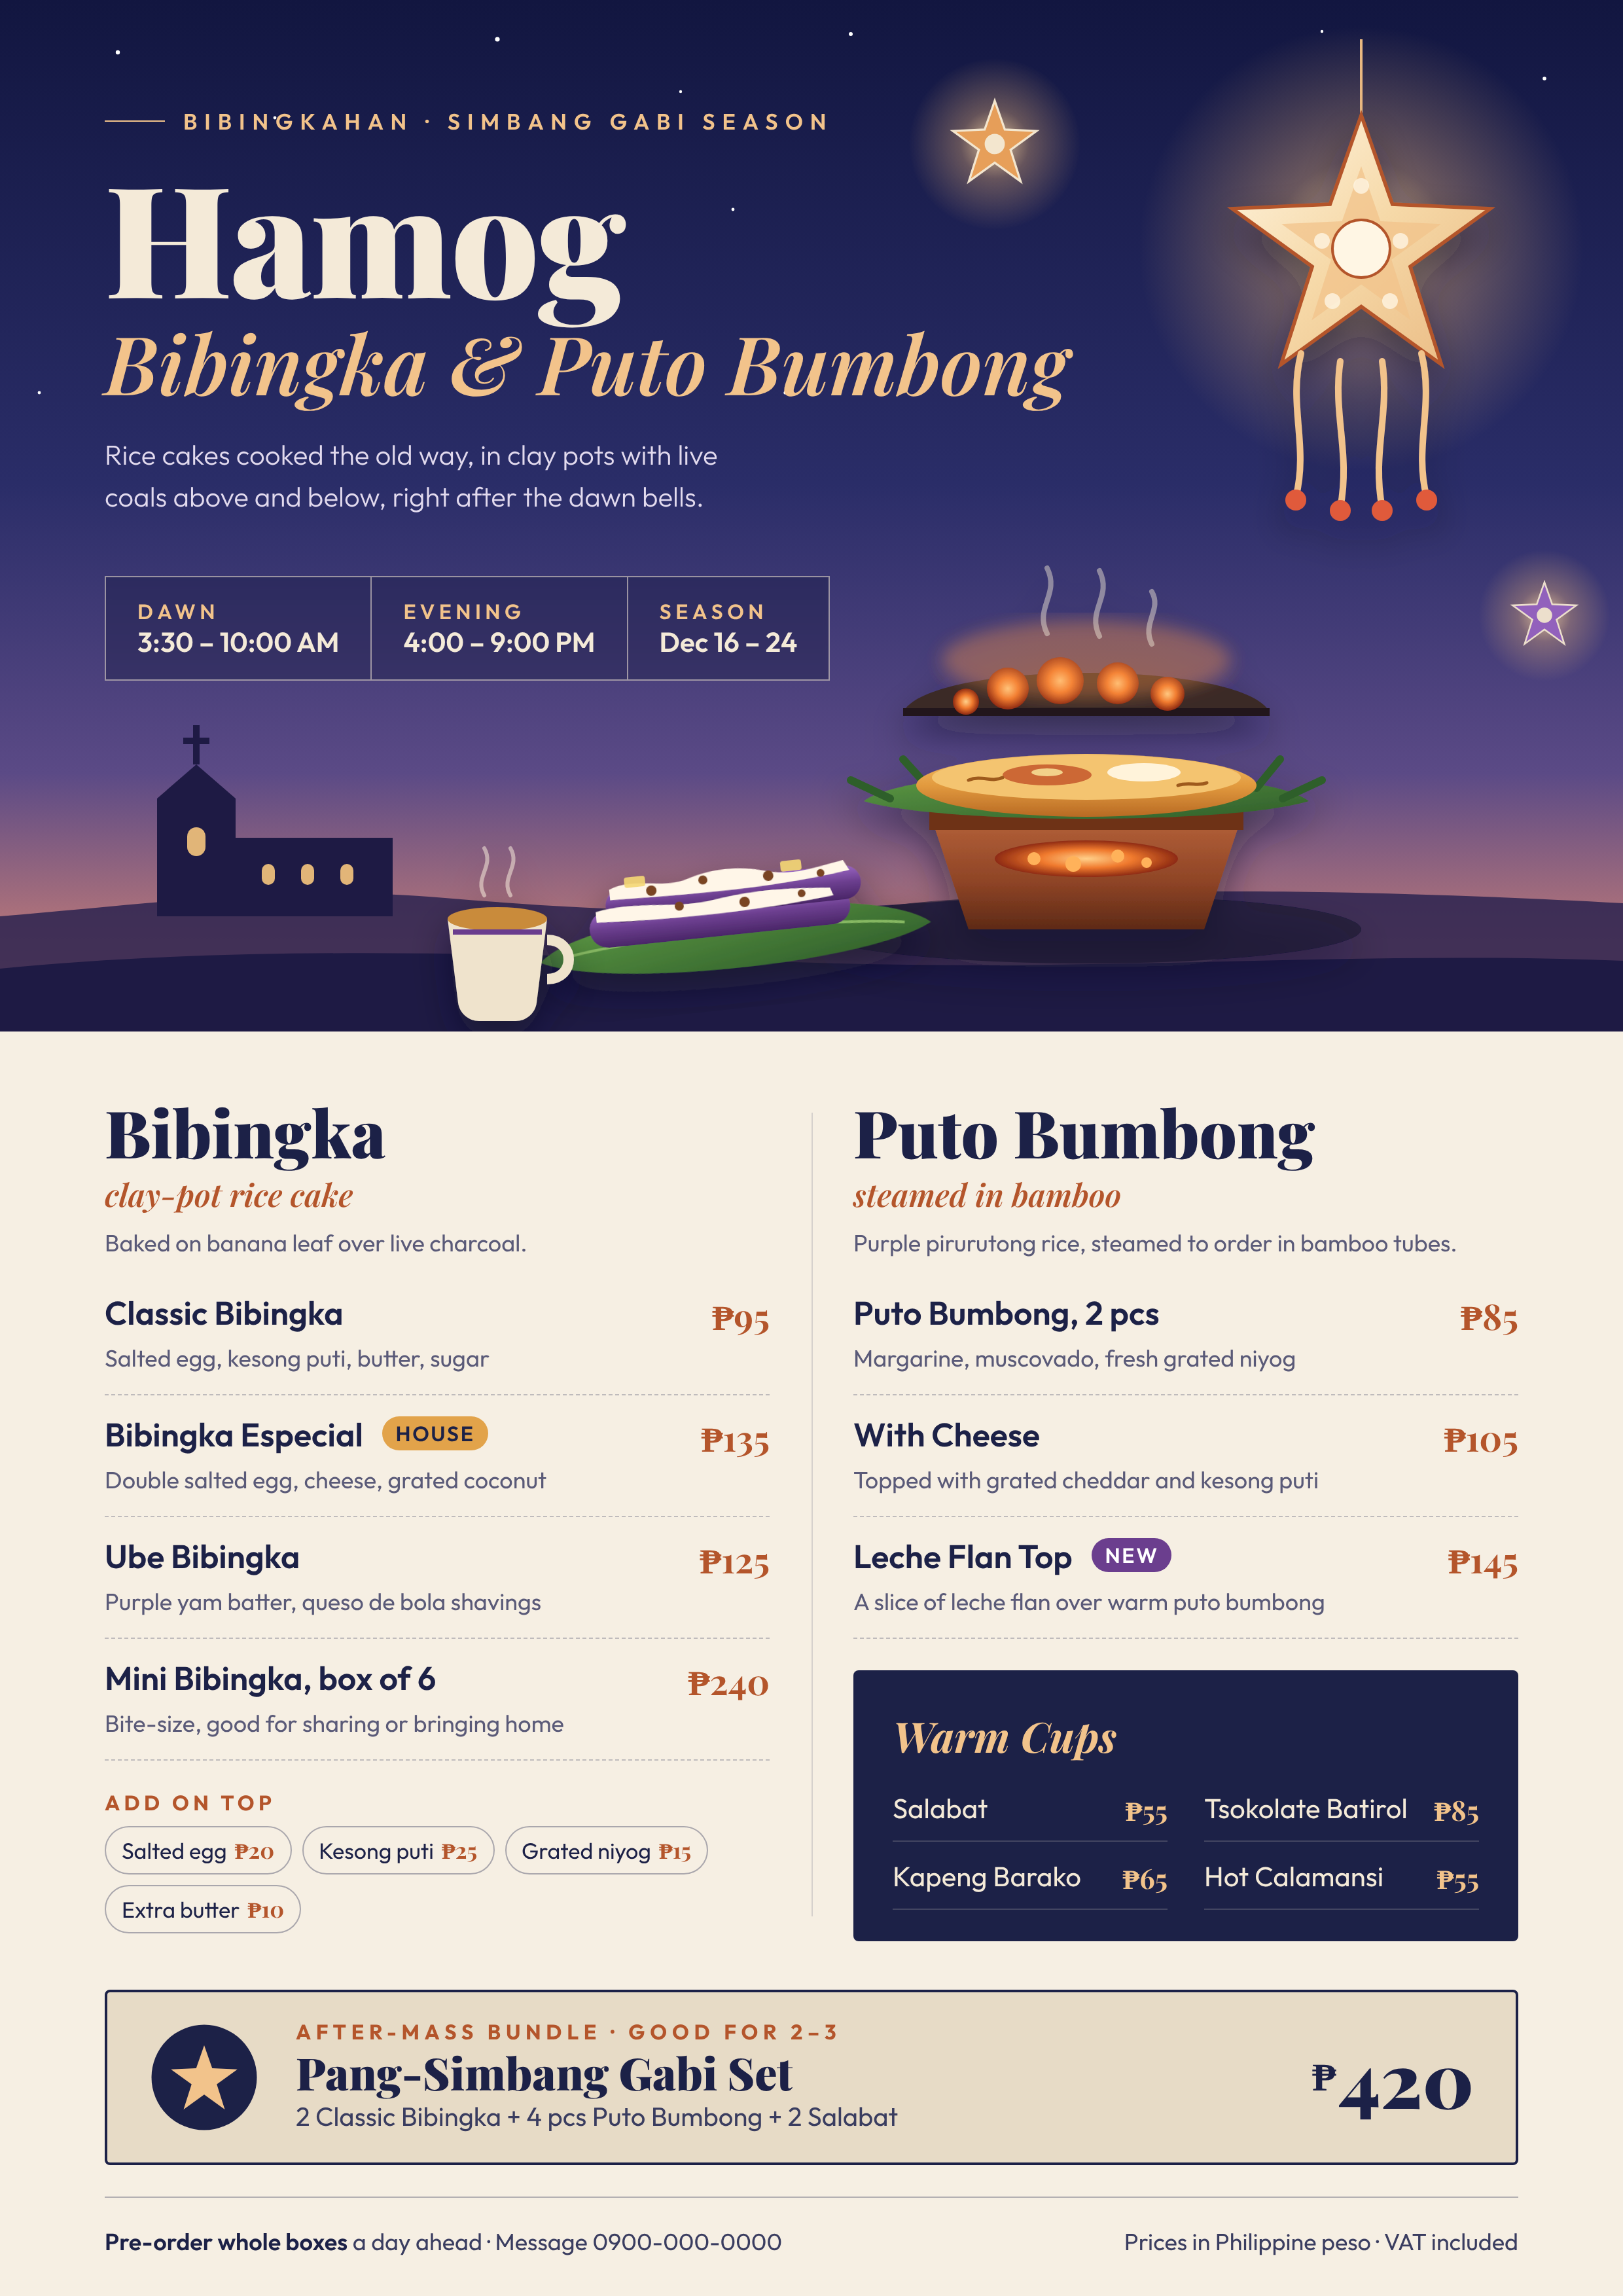 BIBINGKAHAN · SIMBANG GABI SEASON
Hamog
Bibingka & Puto Bumbong
Rice cakes cooked the old way, in clay pots with live
coals above and below, right after the dawn bells.
DAWN
3:30 – 10:00 AM
EVENING
4:00 – 9:00 PM
SEASON
Dec 16 – 24
Bibingka
clay-pot rice cake
Baked on banana leaf over live charcoal.
Classic Bibingka ₱95
Salted egg, kesong puti, butter, sugar
Bibingka Especial HOUSE ₱135
Double salted egg, cheese, grated coconut
Ube Bibingka ₱125
Purple yam batter, queso de bola shavings
Mini Bibingka, box of 6 ₱240
Bite-size, good for sharing or bringing home
ADD ON TOP
Salted egg ₱20
Kesong puti ₱25
Grated niyog ₱15
Extra butter ₱10
Puto Bumbong
steamed in bamboo
Purple pirurutong rice, steamed to order in bamboo tubes.
Puto Bumbong, 2 pcs ₱85
Margarine, muscovado, fresh grated niyog
With Cheese ₱105
Topped with grated cheddar and kesong puti
Leche Flan Top NEW ₱145
A slice of leche flan over warm puto bumbong
Warm Cups
Salabat ₱55
Tsokolate Batirol ₱85
Kapeng Barako ₱65
Hot Calamansi ₱55
AFTER-MASS BUNDLE · GOOD FOR 2–3
Pang-Simbang Gabi Set
2 Classic Bibingka + 4 pcs Puto Bumbong + 2 Salabat
₱420
Pre-order whole boxes a day ahead · Message 0900-000-0000
Prices in Philippine peso · VAT included